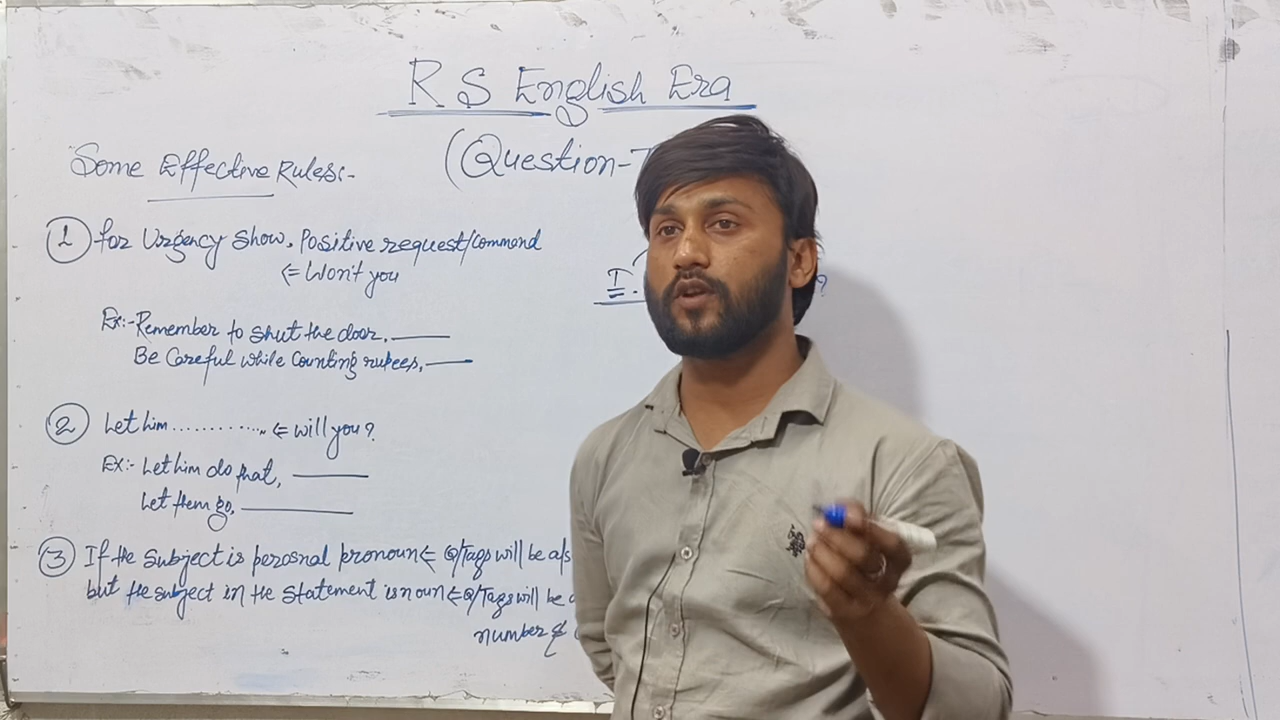 R S English Era
(Question-T
Some Effective Rules:-
1 for Urgency show. Positive request/Command
⇐ Won't you
I.
?
Ex:- Remember to shut the door. ____
Be Careful while counting rupees, ____
2 Let him ............ ⇐ will you?
Ex:- Let him do that, ____
Let them go, ____
3 If the Subject is perosnal pronoun ⇐ Q/Tags will be als
but the subject in the statement is noun ⇐ Q/Tags will be
number &